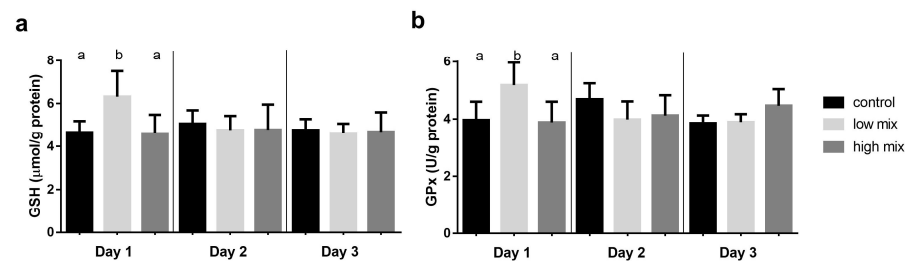 a
a b a
GSH (μmol/g protein)
8
6
4
2
0
Day 1 Day 2 Day 3
b
a b a
GPx (U/g protein)
6
4
2
0
Day 1 Day 2 Day 3
control
low mix
high mix